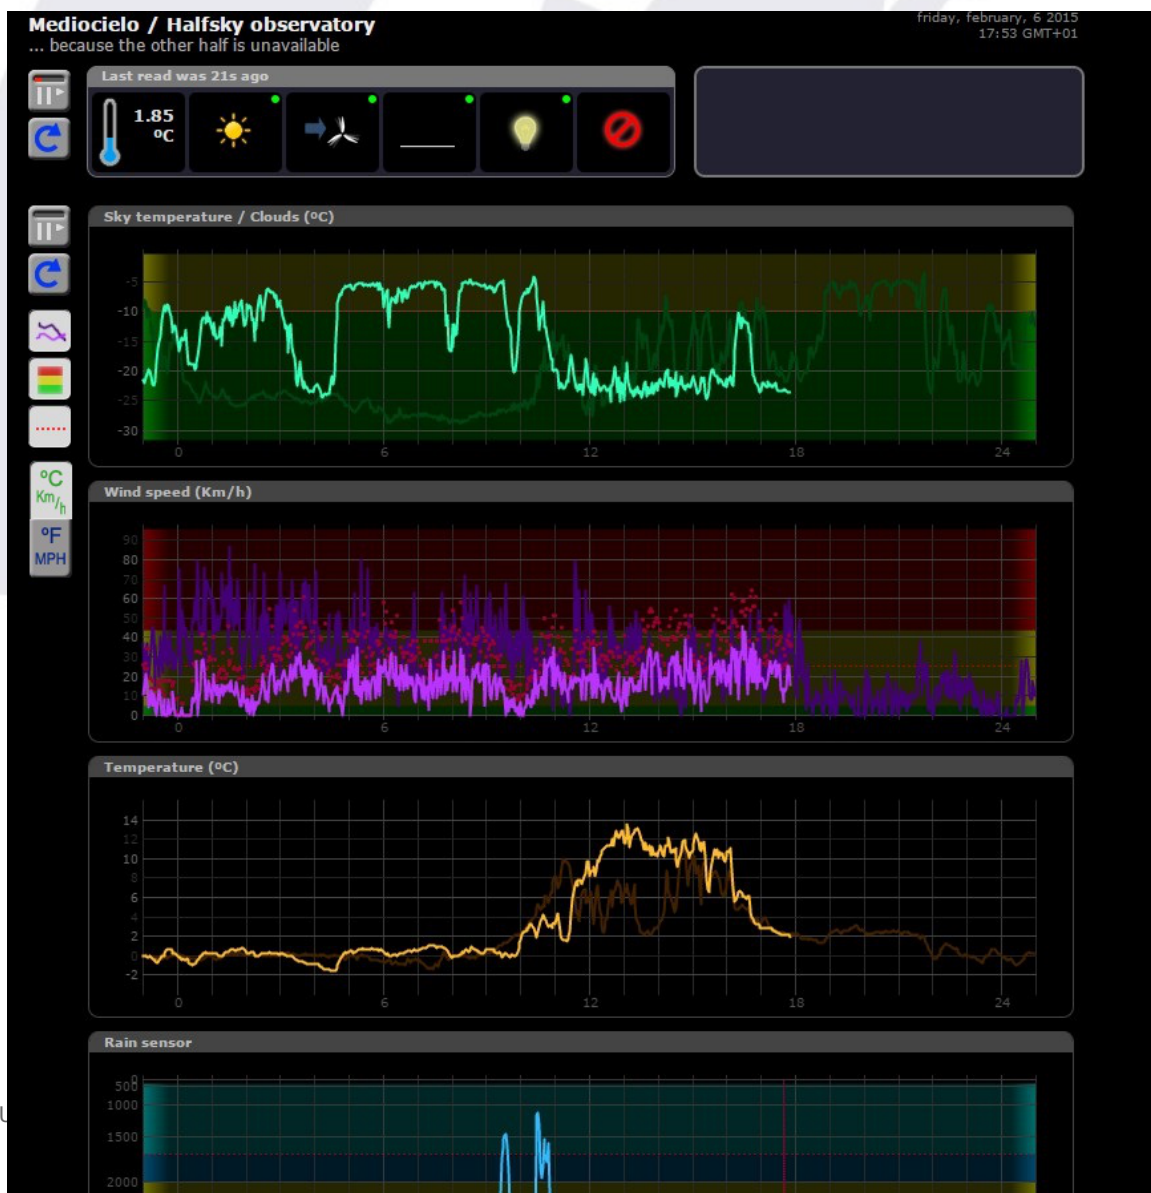 Mediocielo / Halfsky observatory
... because the other half is unavailable
friday, february, 6 2015
17:53 GMT+01
Last read was 21s ago
1.85
ºC
Sky temperature / Clouds (ºC)
-5
-10
-15
-20
-25
-30
0 6 12 18 24
ºC
Km/h
ºF
MPH
Wind speed (Km/h)
90
80
70
60
50
40
30
20
10
0
0 6 12 18 24
Temperature (ºC)
14
12
10
8
6
4
2
0
-2
0 6 12 18 24
Rain sensor
0
500
1000
1500
2000